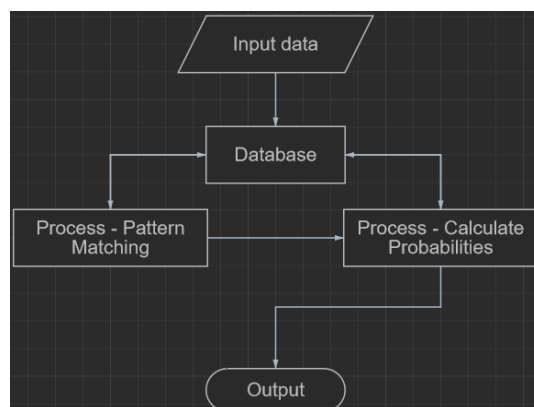 Input data
Database
Process - Pattern
Matching
Process - Calculate
Probabilities
Output